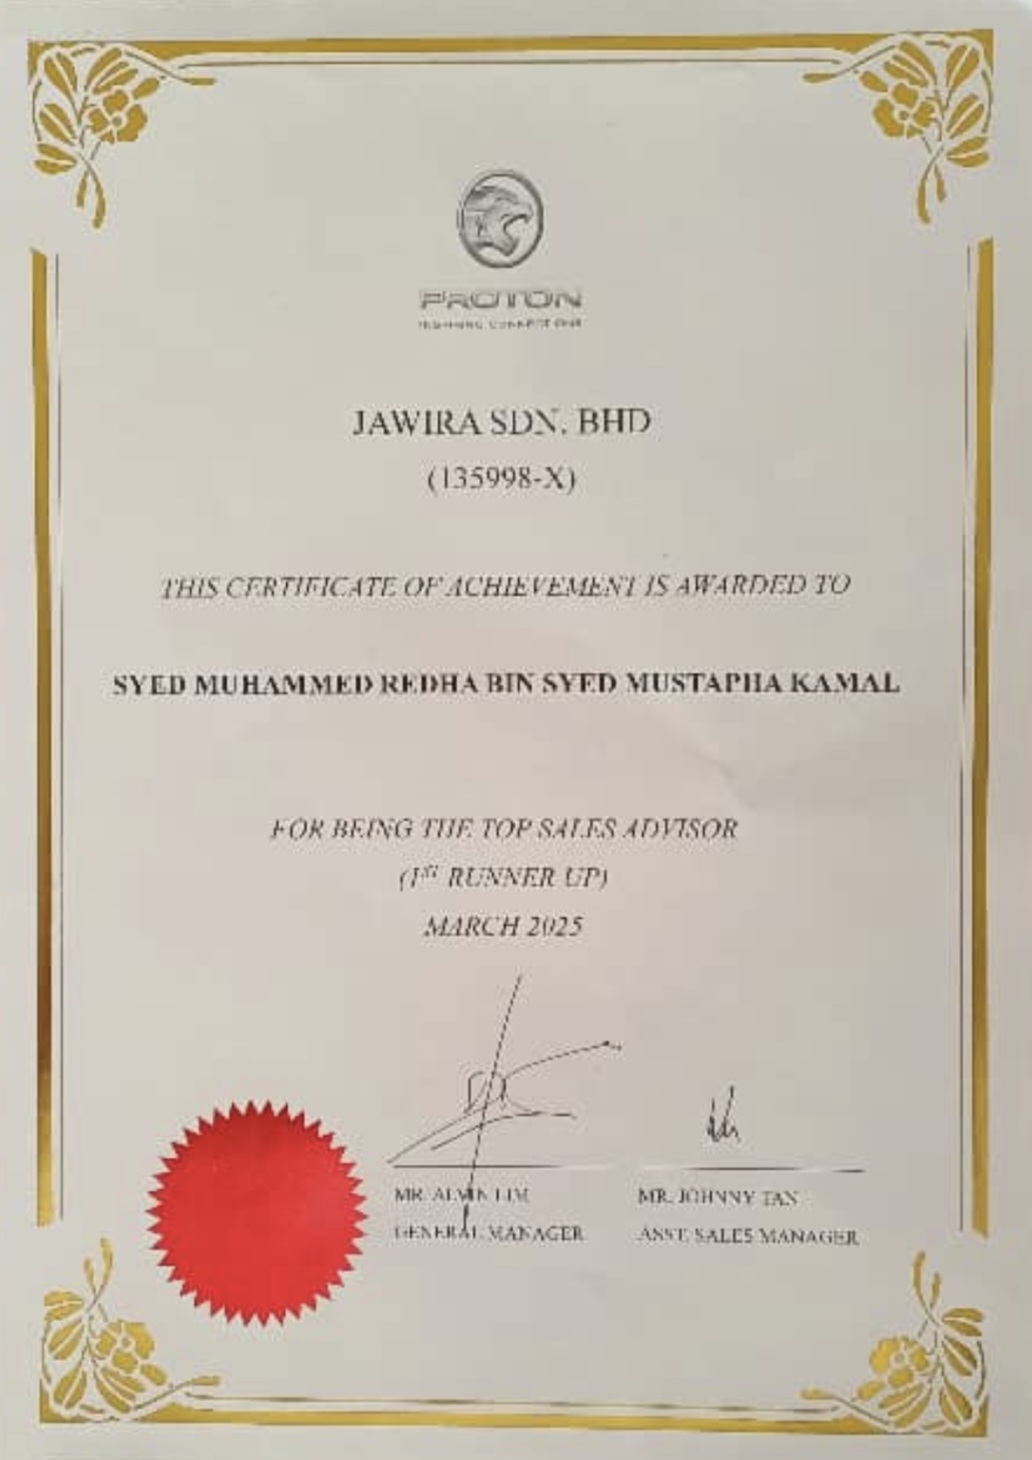 PROTON
INSPIRING CONNECTIONS
JAWIRA SDN. BHD
(135998-X)
THIS CERTIFICATE OF ACHIEVEMENT IS AWARDED TO
SYED MUHAMMED REDHA BIN SYED MUSTAPHA KAMAL
FOR BEING THE TOP SALES ADVISOR
(1ST RUNNER UP)
MARCH 2025
MR. ALVIN LIM
GENERAL MANAGER
MR. JOHNNY TAN
ASST. SALES MANAGER